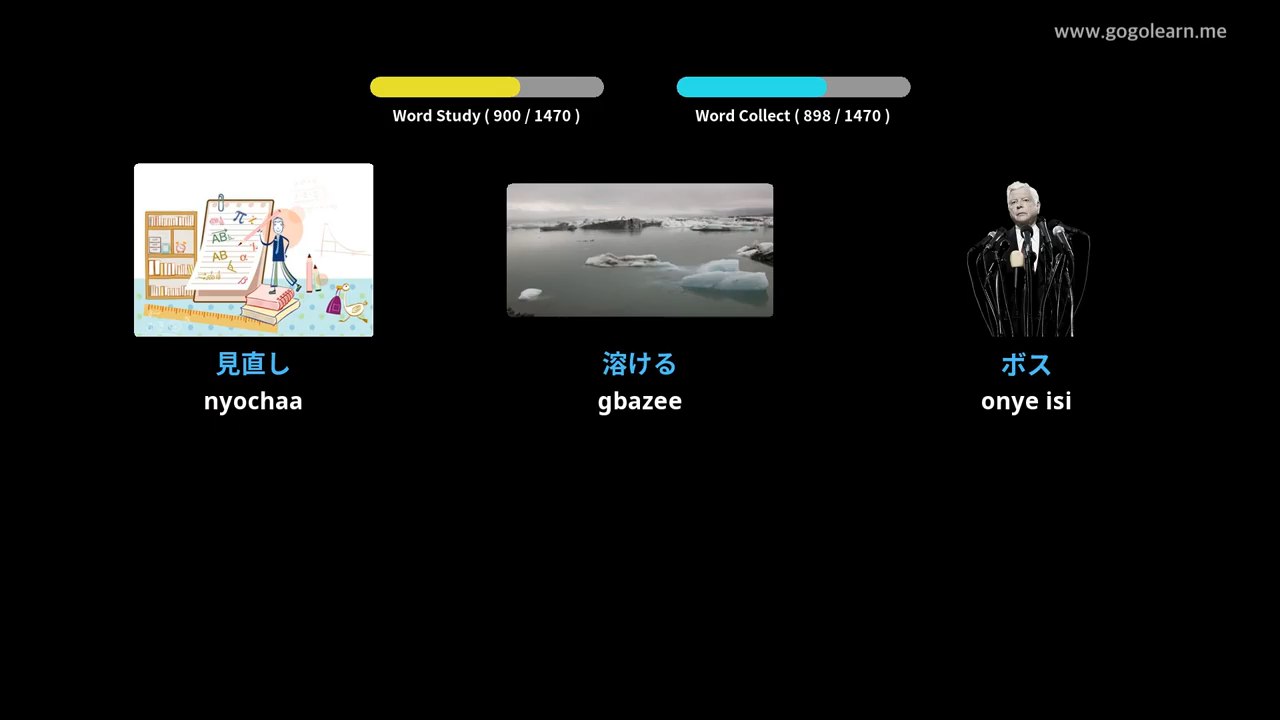 www.gogolearn.me
Word Study ( 900 / 1470 )
Word Collect ( 898 / 1470 )
見直し
nyochaa
溶ける
gbazee
ボス
onye isi